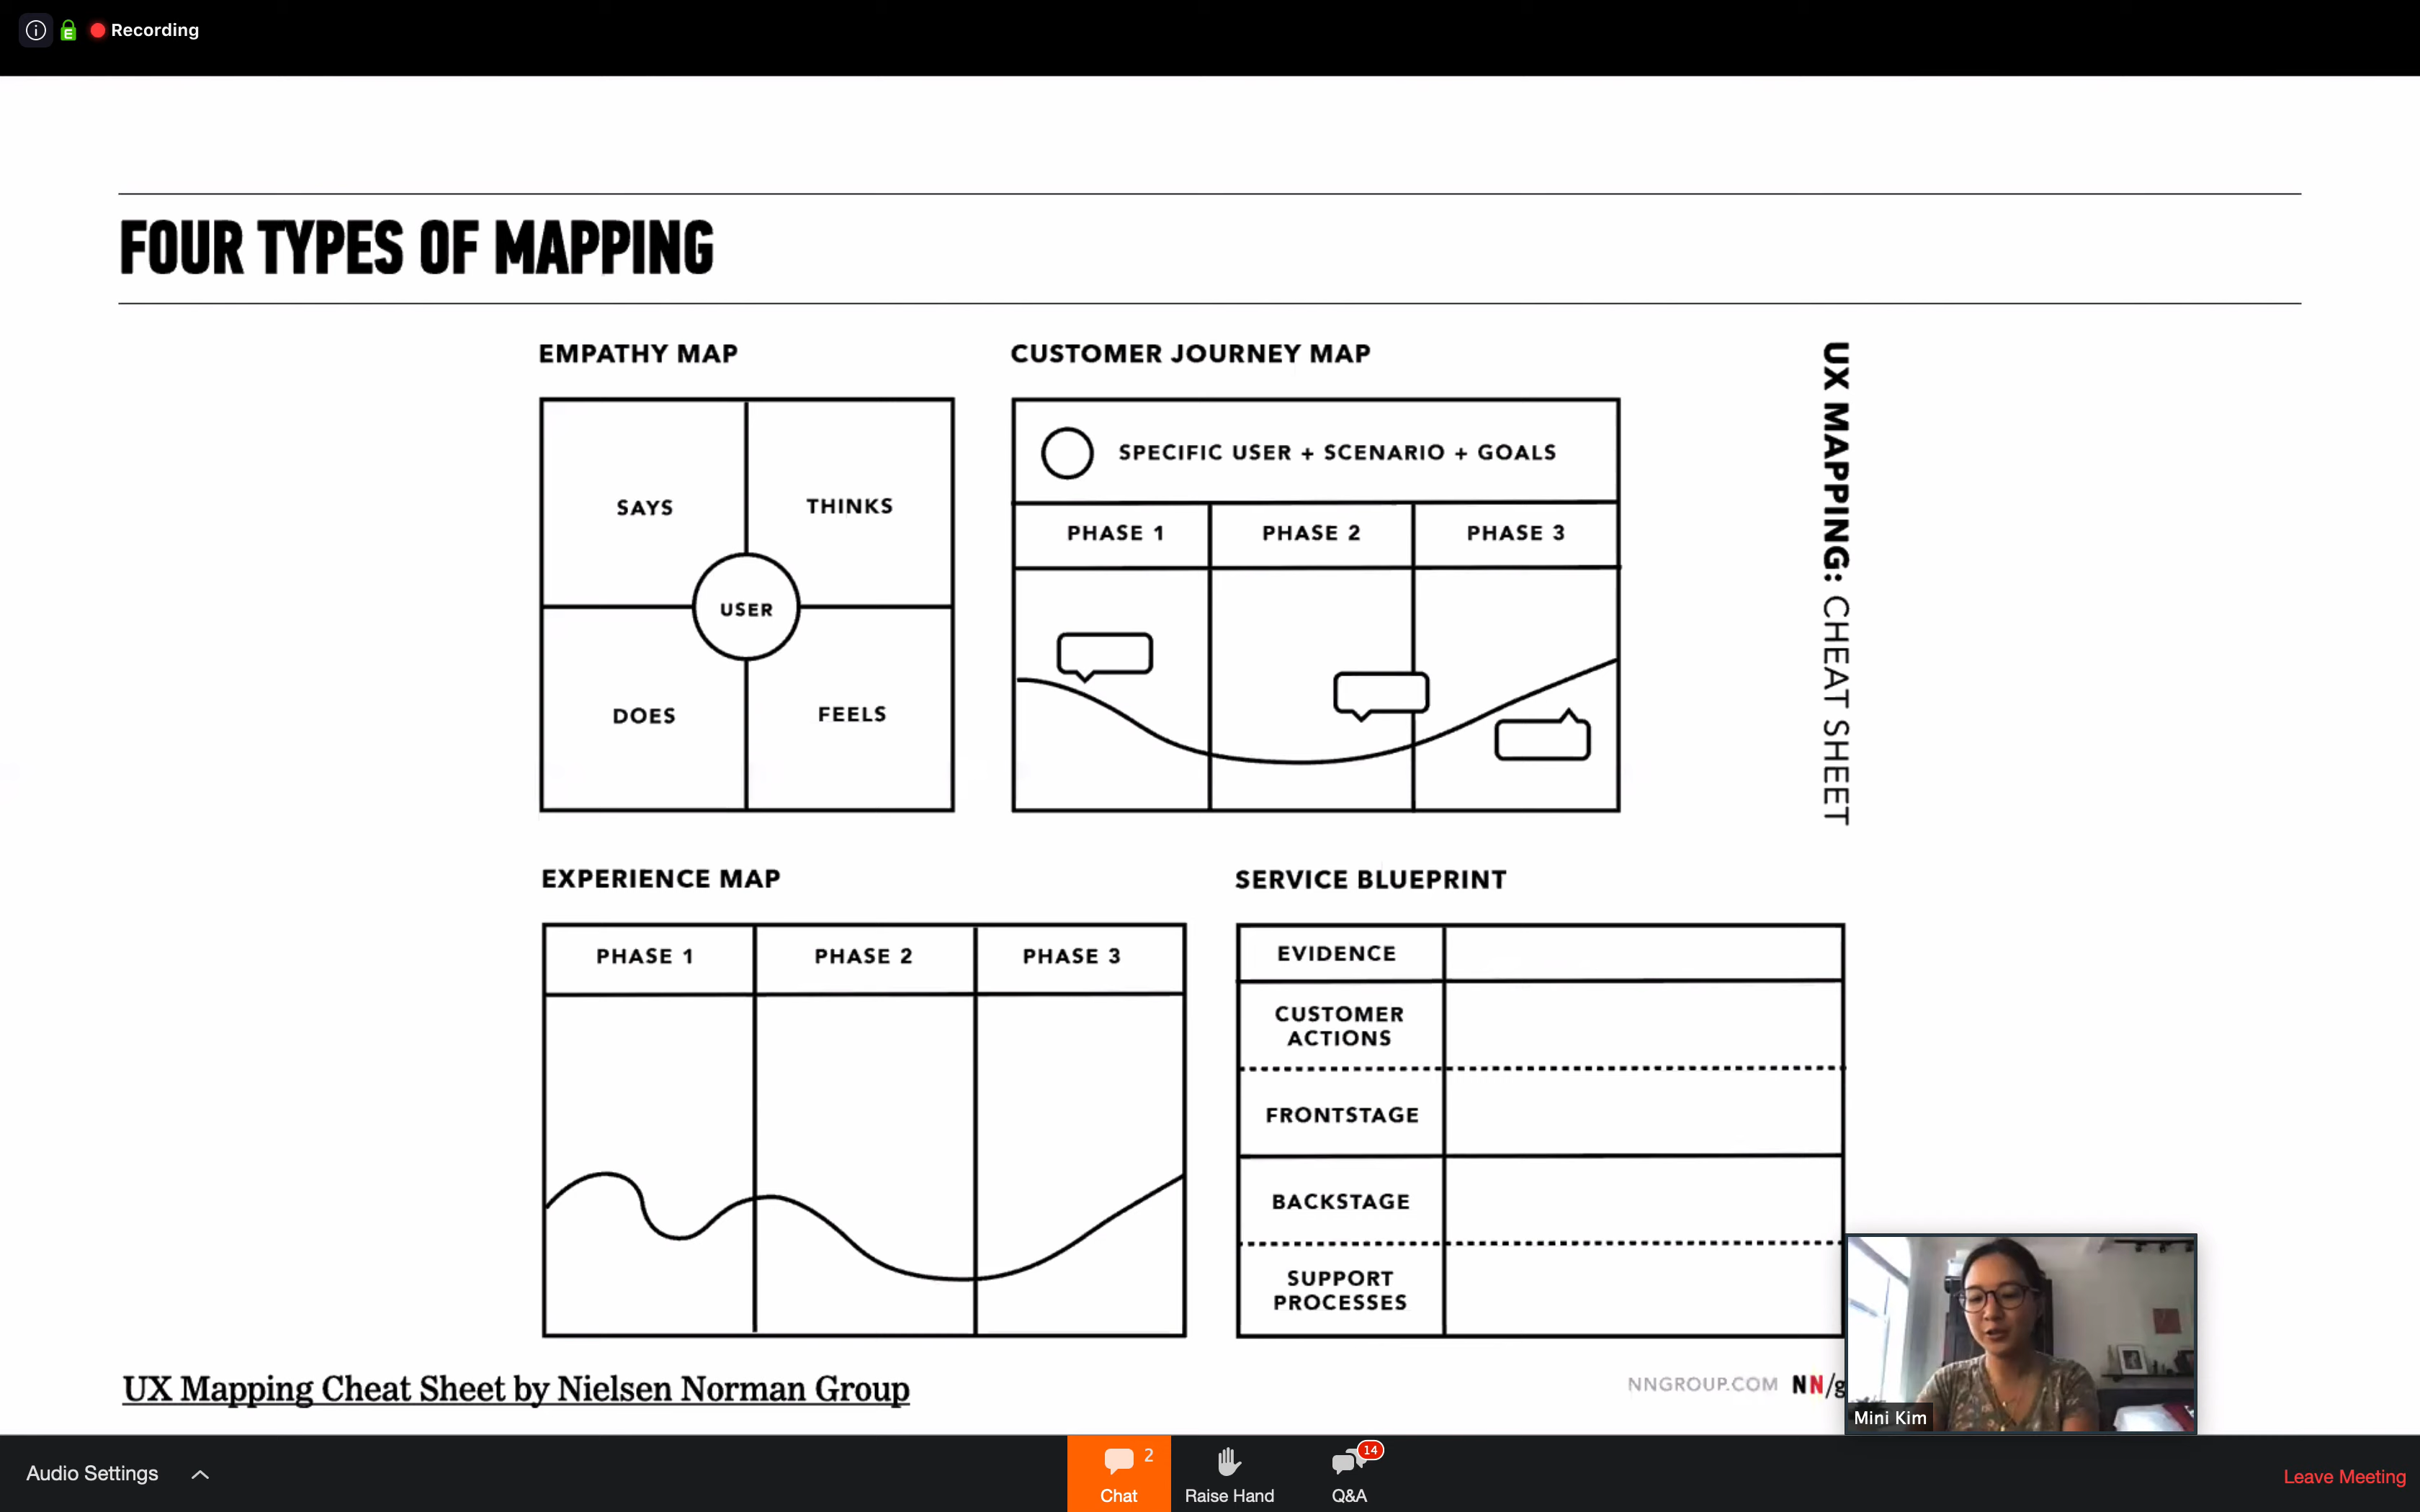 Recording
FOUR TYPES OF MAPPING
EMPATHY MAP
SAYS
THINKS
USER
DOES
FEELS
CUSTOMER JOURNEY MAP
SPECIFIC USER + SCENARIO + GOALS
PHASE 1
PHASE 2
PHASE 3
UX MAPPING: CHEAT SHEET
EXPERIENCE MAP
PHASE 1
PHASE 2
PHASE 3
SERVICE BLUEPRINT
EVIDENCE
CUSTOMER
ACTIONS
FRONTSTAGE
BACKSTAGE
SUPPORT
PROCESSES
UX Mapping Cheat Sheet by Nielsen Norman Group
NNGROUP.COM NN/g
Mini Kim
Audio Settings
2
Chat
Raise Hand
14
Q&A
Leave Meeting